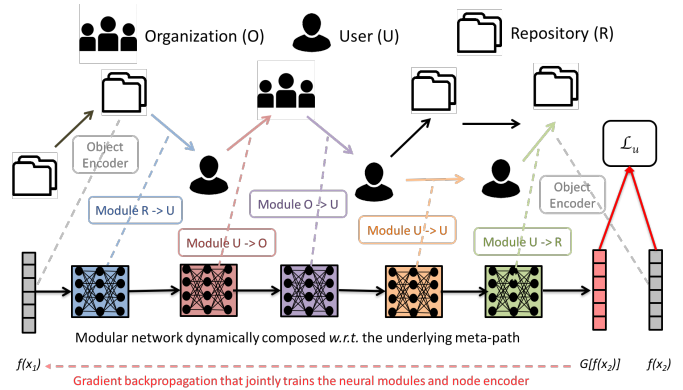 Organization (O)
User (U)
Repository (R)
Object
Encoder
Module R -> U
Module U -> O
Module O -> U
Module U -> U
Module U -> R
Object
Encoder
ℒu
Modular network dynamically composed w.r.t. the underlying meta-path
f(x1)
G[f(x2)]
f(x2)
Gradient backpropagation that jointly trains the neural modules and node encoder